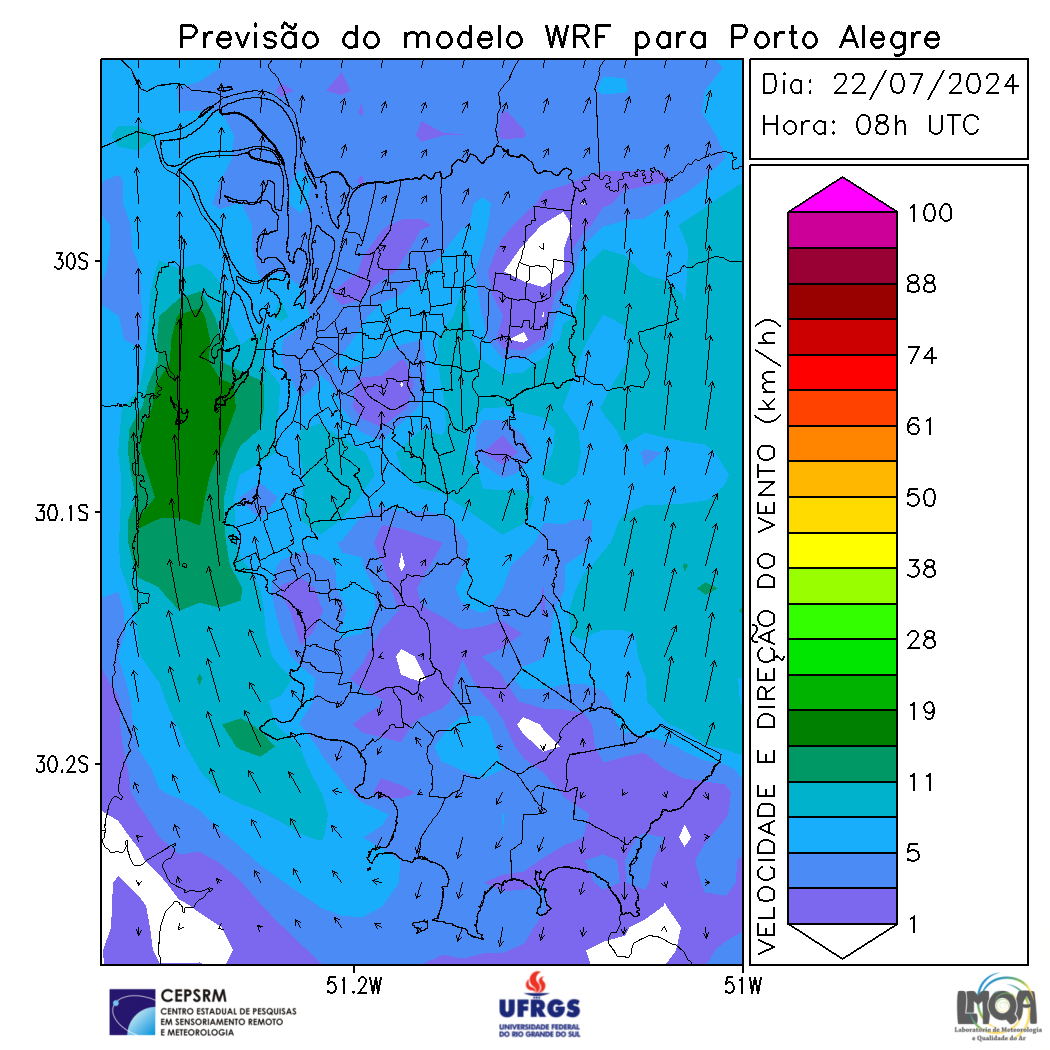 Previsão do modelo WRF para Porto Alegre
Dia: 22/07/2024
Hora: 08h UTC
30S
30.1S
30.2S
51.2W
51W
VELOCIDADE E DIREÇÃO DO VENTO (km/h)
100
88
74
61
50
38
28
19
11
5
1
CEPSRM
CENTRO ESTADUAL DE PESQUISAS
EM SENSORIAMENTO REMOTO
E METEOROLOGIA
UFRGS
UNIVERSIDADE FEDERAL
DO RIO GRANDE DO SUL
LMQA
Laboratório de Meteorologia
e Qualidade do Ar